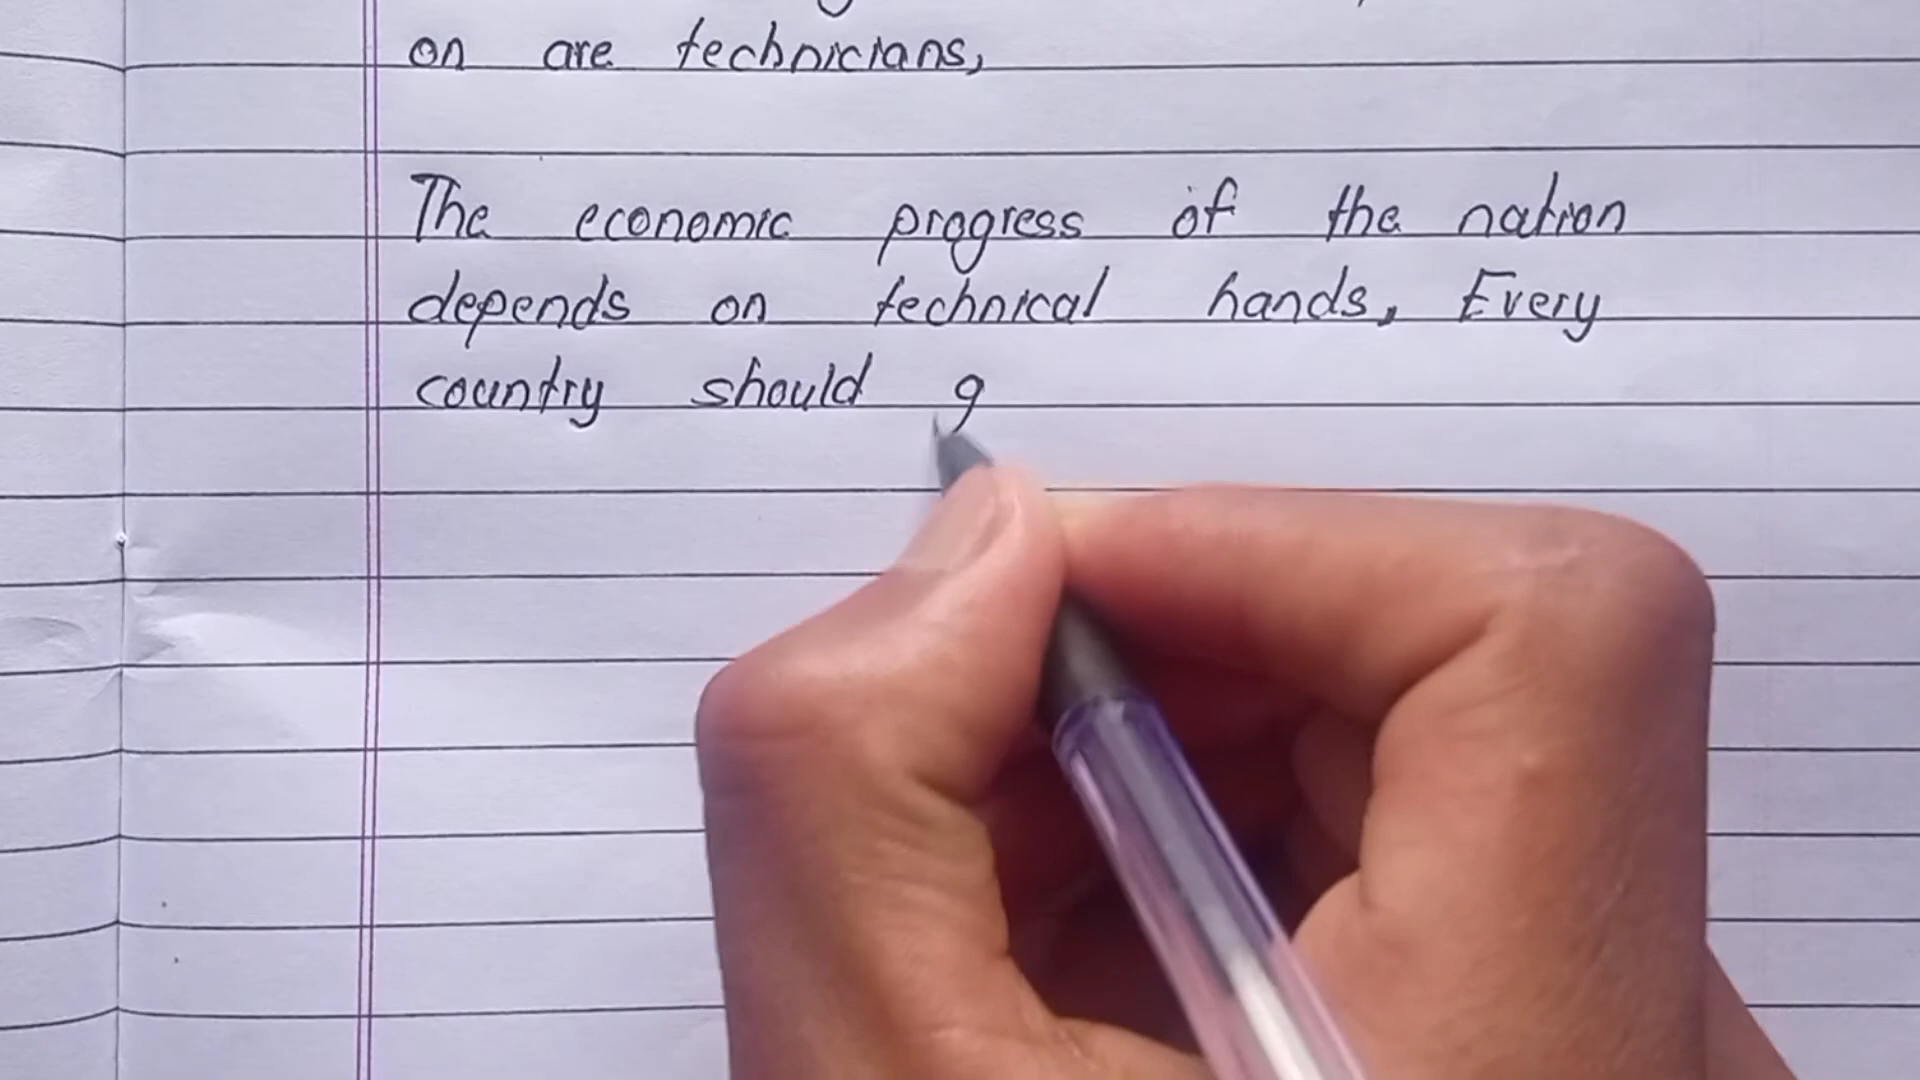 on are technicians,
The economic progress of the nation
depends on technical hands, Every
country should g